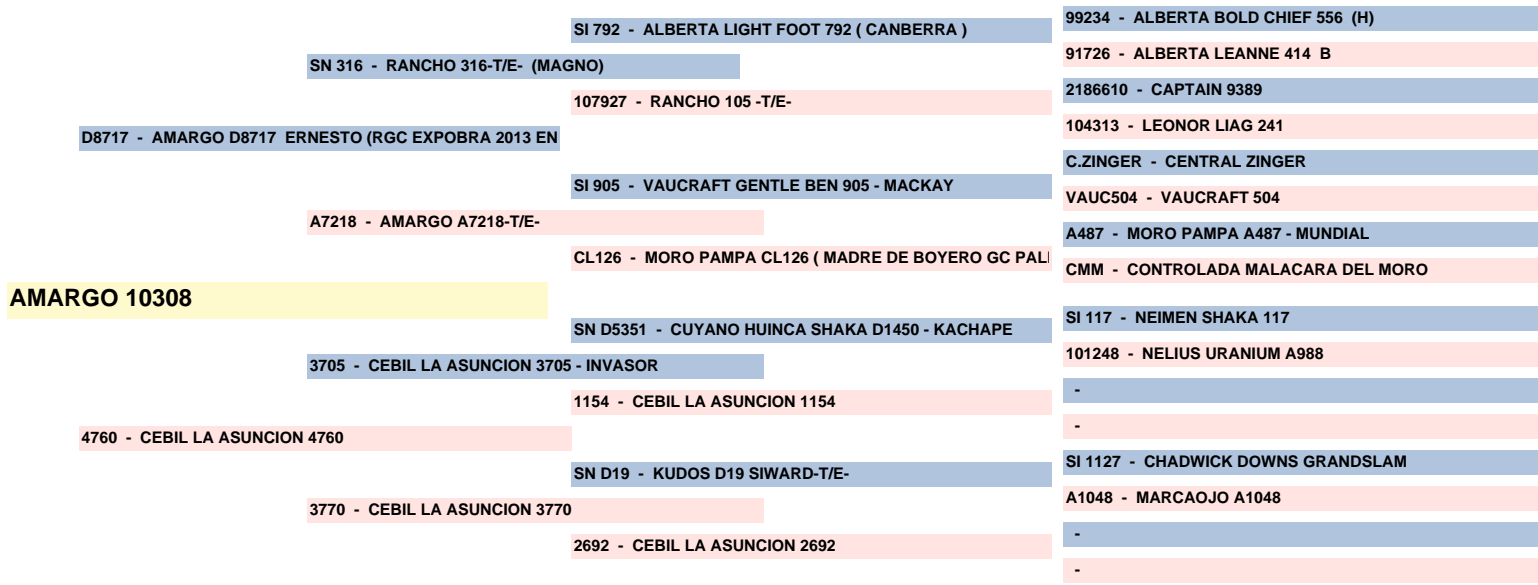 99234 - ALBERTA BOLD CHIEF 556 (H)
SI 792 - ALBERTA LIGHT FOOT 792 ( CANBERRA )
91726 - ALBERTA LEANNE 414 B
SN 316 - RANCHO 316-T/E- (MAGNO)
2186610 - CAPTAIN 9389
107927 - RANCHO 105 -T/E-
104313 - LEONOR LIAG 241
D8717 - AMARGO D8717 ERNESTO (RGC EXPOBRA 2013 EN
C.ZINGER - CENTRAL ZINGER
SI 905 - VAUCRAFT GENTLE BEN 905 - MACKAY
VAUC504 - VAUCRAFT 504
A7218 - AMARGO A7218-T/E-
A487 - MORO PAMPA A487 - MUNDIAL
CL126 - MORO PAMPA CL126 ( MADRE DE BOYERO GC PAL
CMM - CONTROLADA MALACARA DEL MORO
AMARGO 10308
SI 117 - NEIMEN SHAKA 117
SN D5351 - CUYANO HUINCA SHAKA D1450 - KACHAPE
101248 - NELIUS URANIUM A988
3705 - CEBIL LA ASUNCION 3705 - INVASOR
-
1154 - CEBIL LA ASUNCION 1154
-
4760 - CEBIL LA ASUNCION 4760
SI 1127 - CHADWICK DOWNS GRANDSLAM
SN D19 - KUDOS D19 SIWARD-T/E-
A1048 - MARCAOJO A1048
3770 - CEBIL LA ASUNCION 3770
-
2692 - CEBIL LA ASUNCION 2692
-